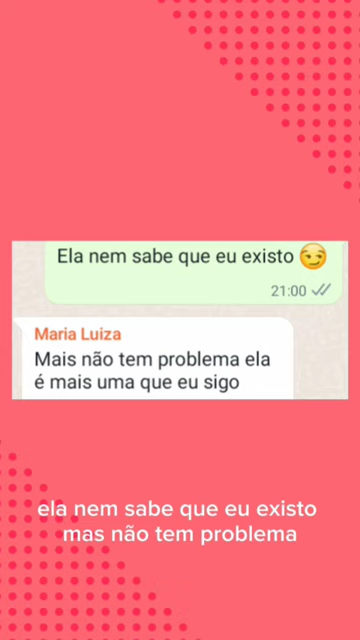 Ela nem sabe que eu existo 😏
21:00
Maria Luiza
Mais não tem problema ela
é mais uma que eu sigo
ela nem sabe que eu existo
mas não tem problema